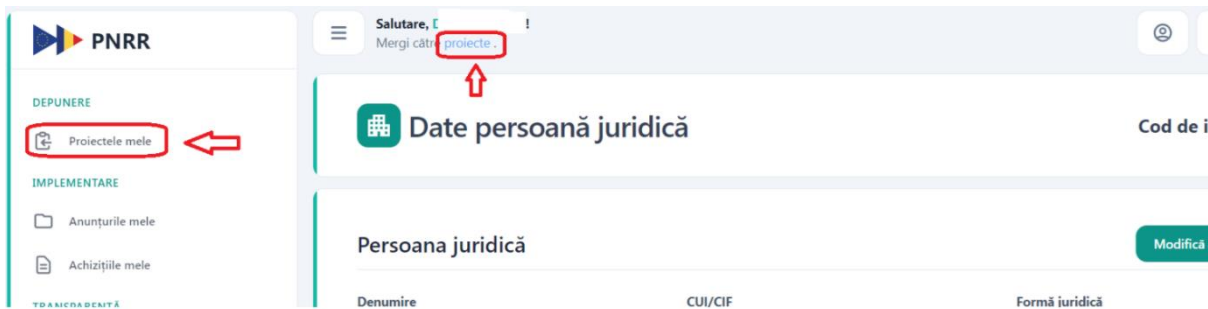 PNRR
DEPUNERE
Proiectele mele
IMPLEMENTARE
Anunțurile mele
Achizițiile mele
TRANSPARENȚĂ
Salutare, D !
Mergi către proiecte .
Date persoană juridică
Cod de i
Persoana juridică
Modifică
Denumire CUI/CIF Formă juridică